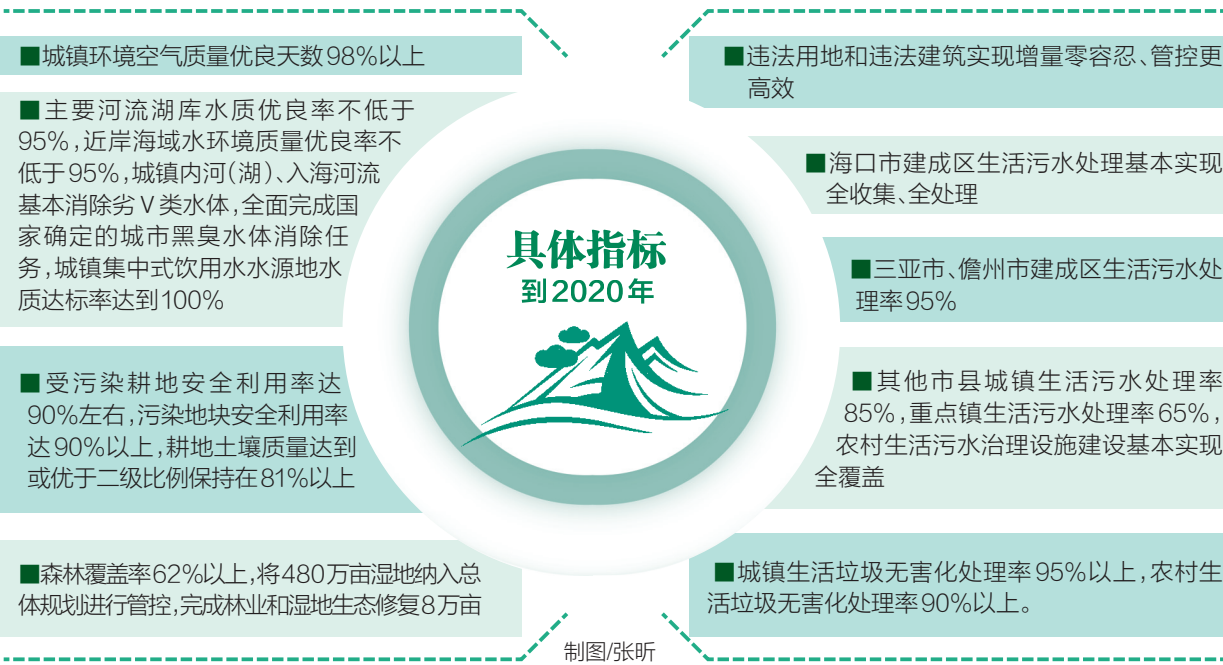 ■城镇环境空气质量优良天数98%以上
■主要河流湖库水质优良率不低于
95%,近岸海域水环境质量优良率不
低于95%,城镇内河(湖)、入海河流
基本消除劣V类水体,全面完成国
家确定的城市黑臭水体消除任
务,城镇集中式饮用水水源地水
质达标率达到100%
■受污染耕地安全利用率达
90%左右,污染地块安全利用率
达90%以上,耕地土壤质量达到
或优于二级比例保持在81%以上
■森林覆盖率62%以上,将480万亩湿地纳入总
体规划进行管控,完成林业和湿地生态修复8万亩
具体指标
到2020年
■违法用地和违法建筑实现增量零容忍、管控更
高效
■海口市建成区生活污水处理基本实现
全收集、全处理
■三亚市、儋州市建成区生活污水处
理率95%
■其他市县城镇生活污水处理率
85%,重点镇生活污水处理率65%,
农村生活污水治理设施建设基本实现
全覆盖
■城镇生活垃圾无害化处理率95%以上,农村生
活垃圾无害化处理率90%以上。
制图/张昕